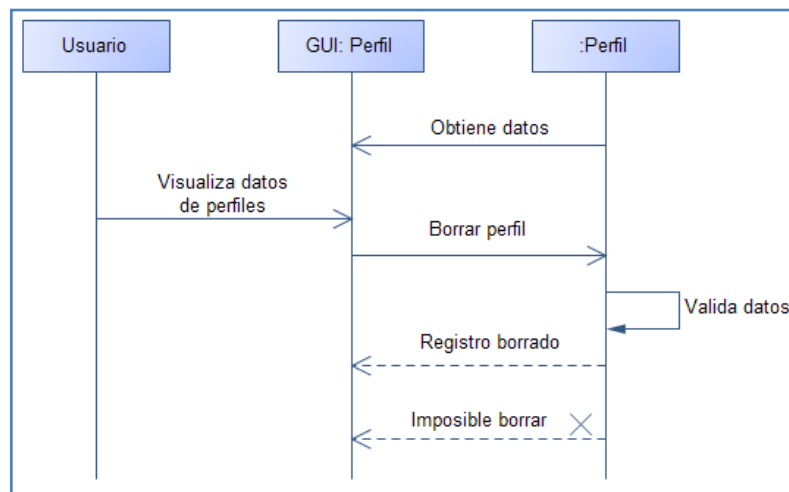 Usuario
GUI: Perfil
:Perfil
Obtiene datos
Visualiza datos
de perfiles
Borrar perfil
Valida datos
Registro borrado
Imposible borrar